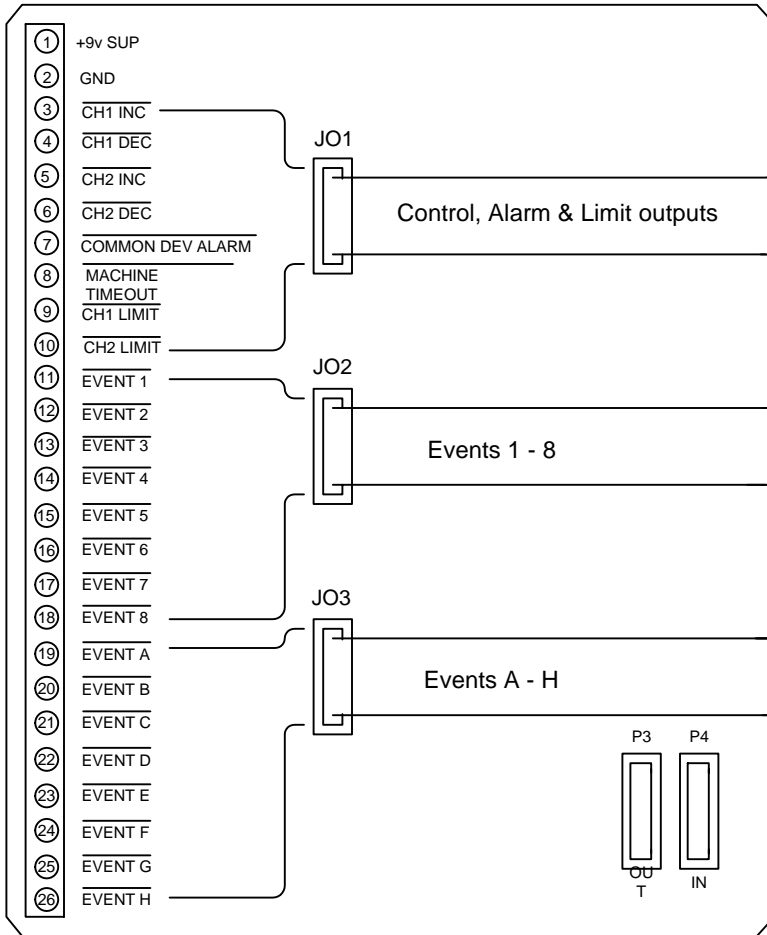 1 +9v SUP
2 GND
3 CH1 INC
4 CH1 DEC
5 CH2 INC
6 CH2 DEC
7 COMMON DEV ALARM
8 MACHINE
TIMEOUT
9 CH1 LIMIT
10 CH2 LIMIT
11 EVENT 1
12 EVENT 2
13 EVENT 3
14 EVENT 4
15 EVENT 5
16 EVENT 6
17 EVENT 7
18 EVENT 8
19 EVENT A
20 EVENT B
21 EVENT C
22 EVENT D
23 EVENT E
24 EVENT F
25 EVENT G
26 EVENT H
JO1
Control, Alarm & Limit outputs
JO2
Events 1 - 8
JO3
Events A - H
P3
OU
T
P4
IN